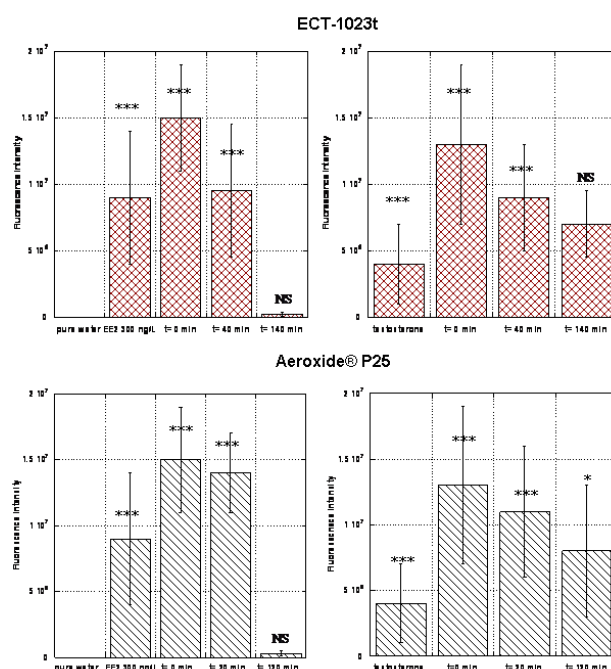 ECT-1023t
2 10⁷ 2 10⁷
*** *** NS
1.5 10⁷ 1.5 10⁷
*** *** ***
1 10⁷ 1 10⁷
***
5 10⁶ 5 10⁶
NS
0 0
Fluorescence intensity Fluorescence intensity
pure water EE2 300 ng/L t= 0 min t= 40 min t= 140 min testosterone t= 0 min t= 40 min t= 140 min
Aeroxide® P25
2 10⁷ 2 10⁷
*** *** *** *** *
1.5 10⁷ 1.5 10⁷
*** ***
1 10⁷ 1 10⁷
***
5 10⁶ 5 10⁶
NS
0 0
Fluorescence intensity Fluorescence intensity
pure water EE2 300 ng/L t= 0 min t= 30 min t= 130 min testosterone t=0 min t= 30 min t= 130 min